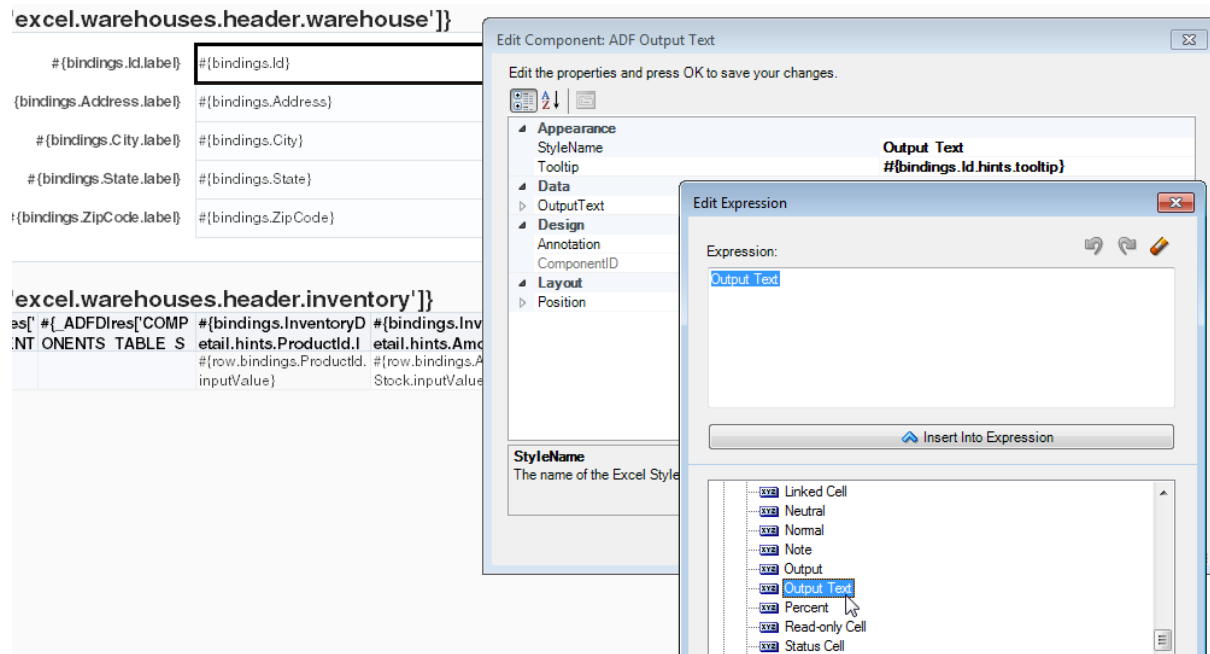 'excel.warehouses.header.warehouse']}
#{bindings.Id.label} #{bindings.Id}
{bindings.Address.label} #{bindings.Address}
#{bindings.City.label} #{bindings.City}
#{bindings.State.label} #{bindings.State}
#{bindings.ZipCode.label} #{bindings.ZipCode}
'excel.warehouses.header.inventory']}
es[' #{_ADFDIres['COMP #{bindings.InventoryD #{bindings.Inv
NT ONENTS_TABLE_S etail.hints.ProductId.l etail.hints.Amo
#{row.bindings.ProductId. #{row.bindings.A
inputValue} Stock.inputValue
Edit Component: ADF Output Text
Edit the properties and press OK to save your changes.
Appearance
StyleName Output Text
Tooltip #{bindings.Id.hints.tooltip}
Data
OutputText
Design
Annotation
ComponentID
Layout
Position
StyleName
The name of the Excel Style
Edit Expression
Expression:
Output Text
Insert Into Expression
Linked Cell
Neutral
Normal
Note
Output
Output Text
Percent
Read-only Cell
Status Cell